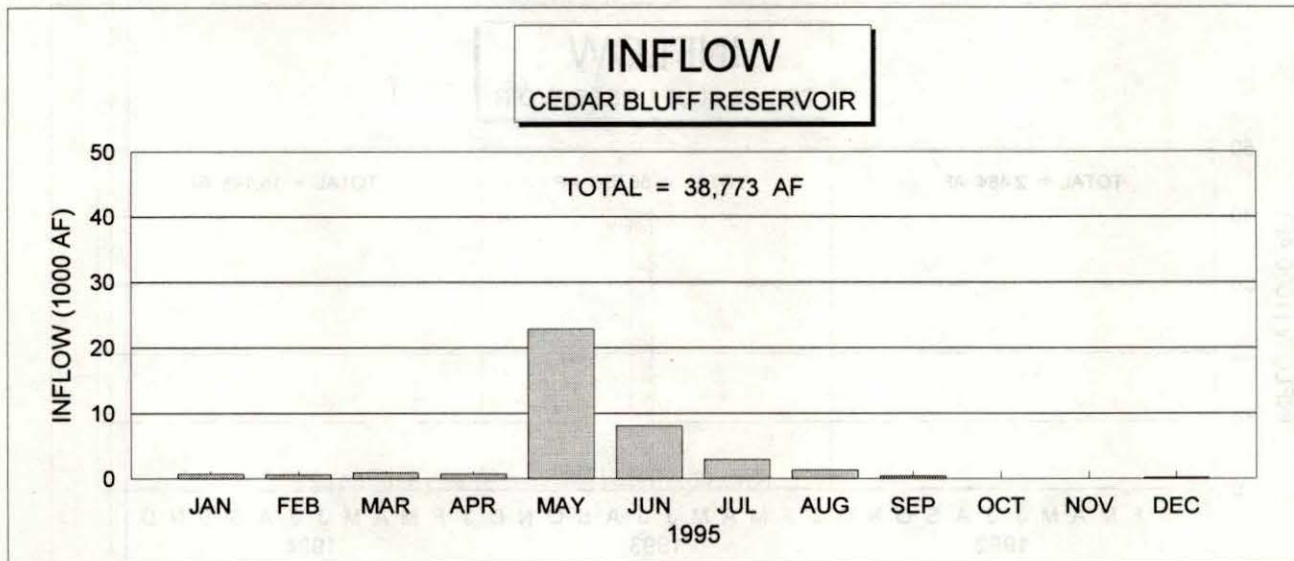 INFLOW
CEDAR BLUFF RESERVOIR
TOTAL = 38,773 AF
INFLOW (1000 AF)
50
40
30
20
10
0
JAN FEB MAR APR MAY JUN JUL AUG SEP OCT NOV DEC
1995